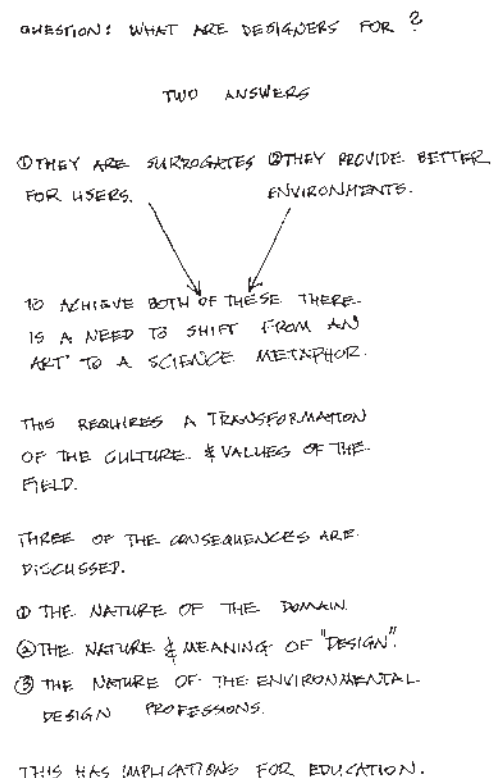 QUESTION: WHAT ARE DESIGNERS FOR ?
TWO ANSWERS
① THEY ARE SURROGATES ② THEY PROVIDE BETTER
FOR USERS. ENVIRONMENTS.
TO ACHIEVE BOTH OF THESE THERE
IS A NEED TO SHIFT FROM AN
ART TO A SCIENCE METAPHOR.
THIS REQUIRES A TRANSFORMATION
OF THE CULTURE & VALUES OF THE
FIELD.
THREE OF THE CONSEQUENCES ARE
DISCUSSED.
① THE NATURE OF THE DOMAIN.
② THE NATURE & MEANING OF "DESIGN".
③ THE NATURE OF THE ENVIRONMENTAL
DESIGN PROFESSIONS.
THIS HAS IMPLICATIONS FOR EDUCATION.